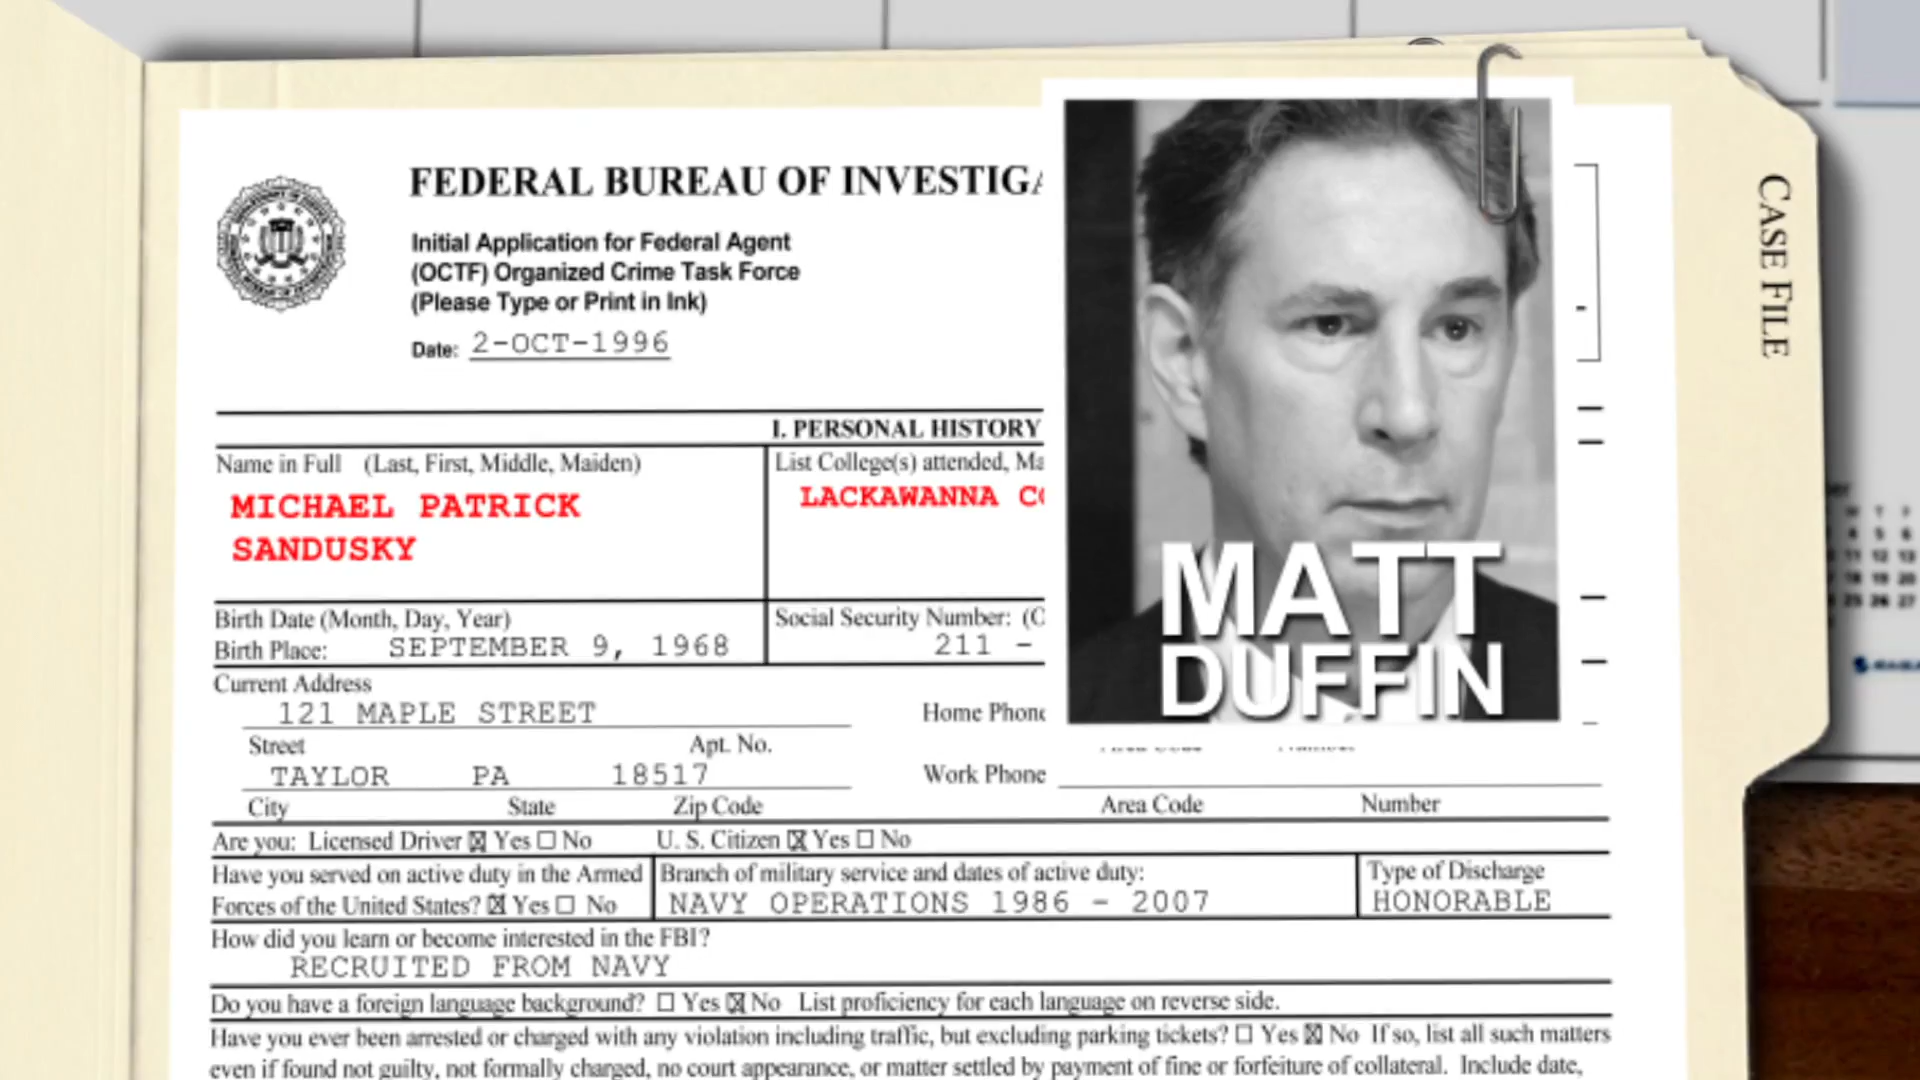 FEDERAL BUREAU OF INVESTIGA
Initial Application for Federal Agent
(OCTF) Organized Crime Task Force
(Please Type or Print in Ink)
Date: 2-OCT-1996
I. PERSONAL HISTORY
Name in Full (Last, First, Middle, Maiden)
MICHAEL PATRICK
SANDUSKY
List College(s) attended, Ma
LACKAWANNA CO
Birth Date (Month, Day, Year)
Birth Place: SEPTEMBER 9, 1968
Social Security Number: (O
211 -
Current Address
121 MAPLE STREET
Home Phone
Street Apt. No.
TAYLOR PA 18517
Work Phone
City State Zip Code
Area Code Number
Are you: Licensed Driver ☒ Yes ☐ No U. S. Citizen ☒ Yes ☐ No
Have you served on active duty in the Armed
Forces of the United States? ☒ Yes ☐ No
Branch of military service and dates of active duty:
NAVY OPERATIONS 1986 - 2007
Type of Discharge
HONORABLE
How did you learn or become interested in the FBI?
RECRUITED FROM NAVY
Do you have a foreign language background? ☐ Yes ☒ No List proficiency for each language on reverse side.
Have you ever been arrested or charged with any violation including traffic, but excluding parking tickets? ☐ Yes ☒ No If so, list all such matters
even if found not guilty, not formally charged, no court appearance, or matter settled by payment of fine or forfeiture of collateral. Include date,
MATT
DUFFIN
CASE FILE